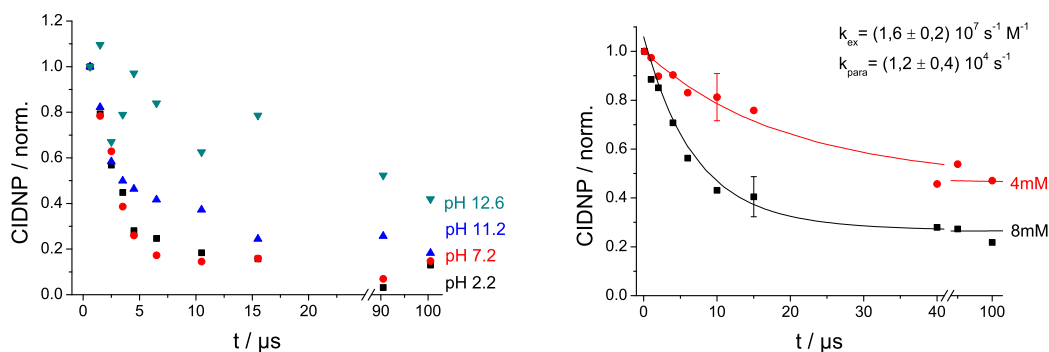 1.2
1.0
0.8
0.6
0.4
0.2
0.0
CIDNP / norm.
0 5 10 15 20 90 100
t / µs
pH 12.6
pH 11.2
pH 7.2
pH 2.2
k_ex = (1,6 ± 0,2) 10^7 s^-1 M^-1
k_para = (1,2 ± 0,4) 10^4 s^-1
1.0
0.8
0.6
0.4
0.2
0.0
CIDNP / norm.
0 10 20 30 40 100
t / µs
4mM
8mM